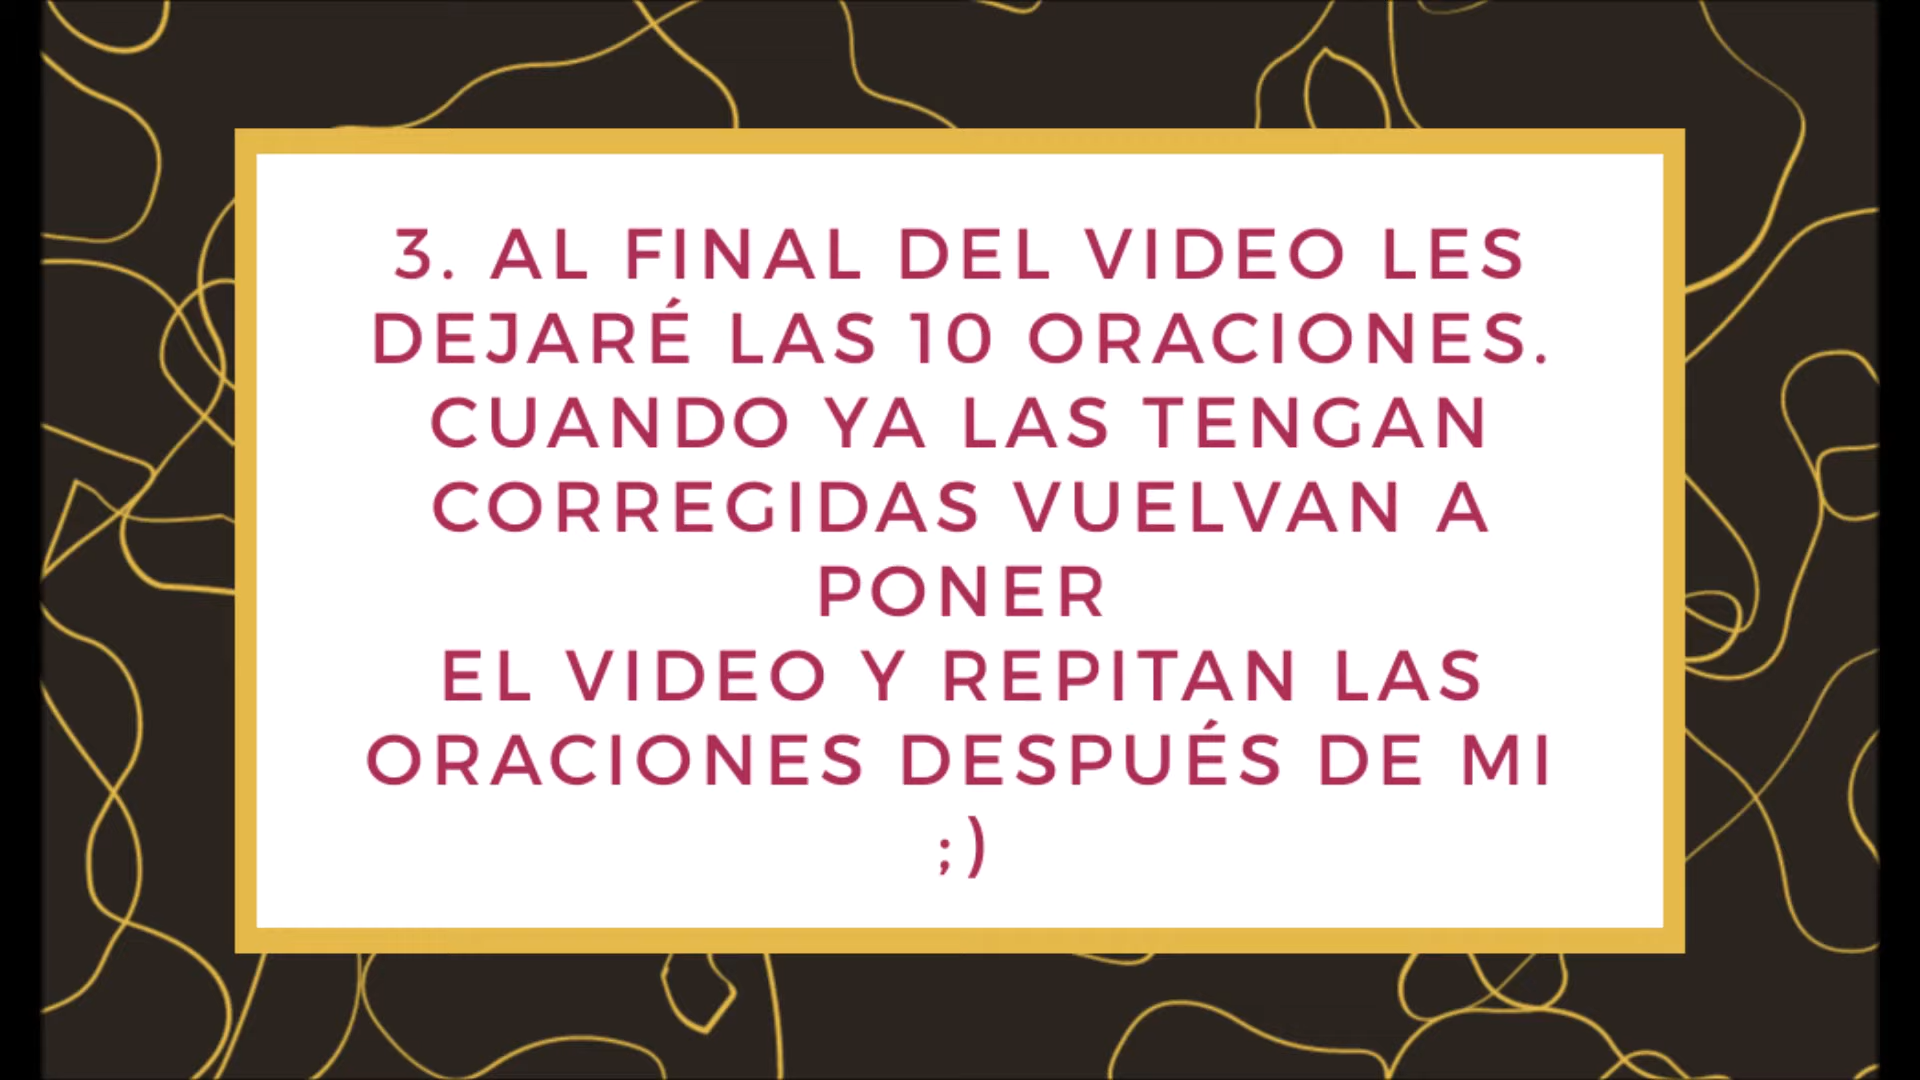 3. AL FINAL DEL VIDEO LES
DEJARÉ LAS 10 ORACIONES.
CUANDO YA LAS TENGAN
CORREGIDAS VUELVAN A
PONER
EL VIDEO Y REPITAN LAS
ORACIONES DESPUÉS DE MI
;)